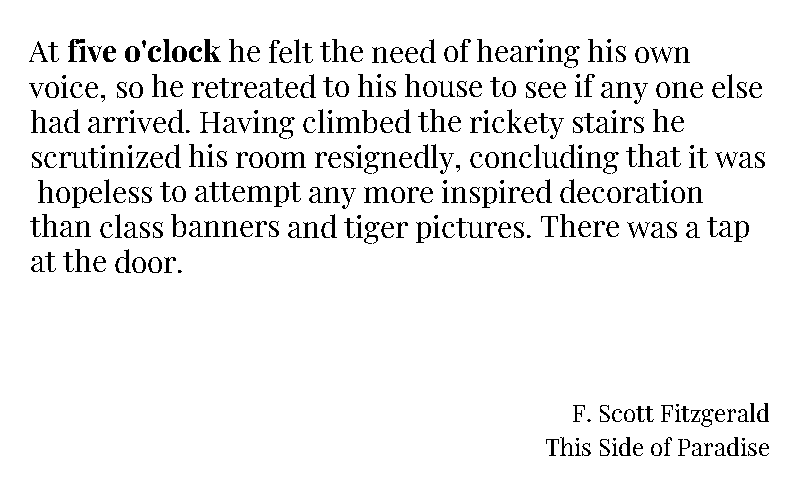 At five o'clock he felt the need of hearing his own
voice, so he retreated to his house to see if any one else
had arrived. Having climbed the rickety stairs he
scrutinized his room resignedly, concluding that it was
hopeless to attempt any more inspired decoration
than class banners and tiger pictures. There was a tap
at the door.
F. Scott Fitzgerald
This Side of Paradise